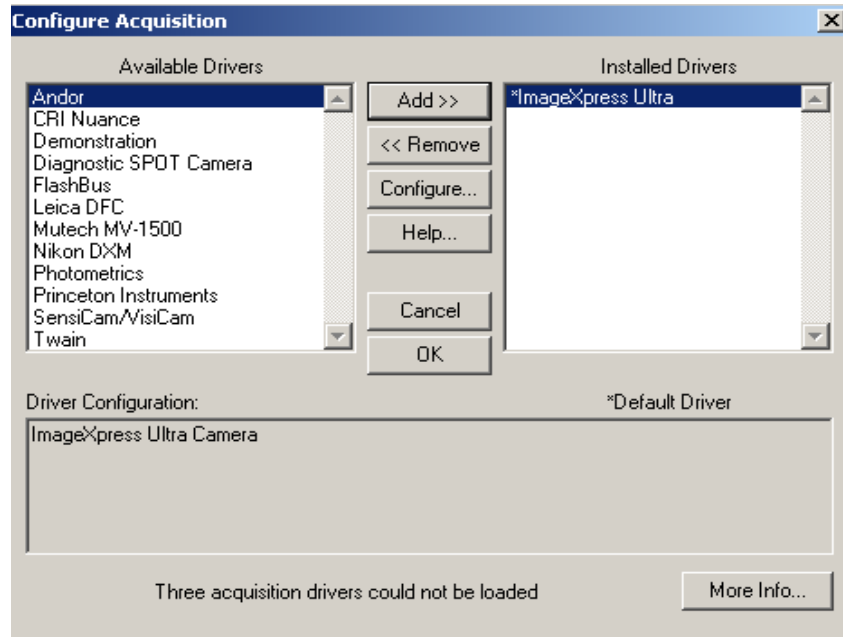 Configure Acquisition
Available Drivers
Installed Drivers
Andor
CRI Nuance
Demonstration
Diagnostic SPOT Camera
FlashBus
Leica DFC
Mutech MV-1500
Nikon DXM
Photometrics
Princeton Instruments
SensiCam/VisiCam
Twain
Add >>
<< Remove
Configure...
Help...
Cancel
OK
*ImageXpress Ultra
Driver Configuration:
*Default Driver
ImageXpress Ultra Camera
Three acquisition drivers could not be loaded
More Info...